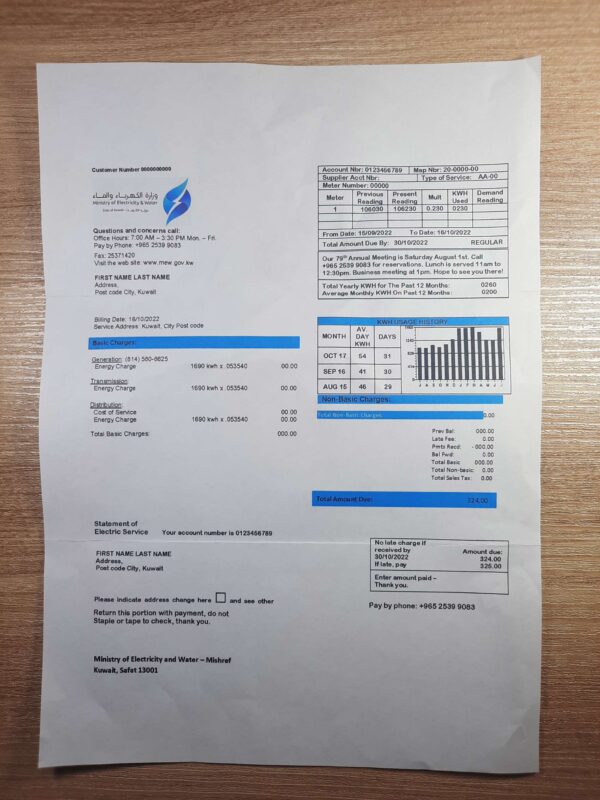 Customer Number 0000000000
وزارة الكهرباء والماء
Ministry of Electricity & Water
Questions and concerns call:
Office Hours: 7:00 AM – 3:30 PM Mon. – Fri.
Pay by Phone: +965 2539 9083
Fax: 25371420
Visit the web site: www.mew.gov.kw
FIRST NAME LAST NAME
Address,
Post code City, Kuwait
Billing Date: 16/10/2022
Service Address: Kuwait, City Post code
Basic Charges:
Generation: (814) 560-6625
Energy Charge 1690 kwh x .053540 00.00
Transmission:
Energy Charge 1690 kwh x .053540 00.00
Distribution:
Cost of Service 00.00
Energy Charge 1690 kwh x .053540 00.00
Total Basic Charges: 000.00
Account Nbr: 0123456789 Map Nbr: 20-0000-00
Supplier Acct Nbr: Type of Service: AA-00
Meter Number: 00000
Meter Previous Reading Present Reading Mult KWH Used Demand Reading
1 106030 106230 0.230 0230
From Date: 15/09/2022 To Date: 16/10/2022
Total Amount Due By: 30/10/2022 REGULAR
Our 79th Annual Meeting is Saturday August 1st. Call
+965 2539 9083 for reservations. Lunch is served 11am to
12:30pm. Business meeting at 1pm. Hope to see you there!
Total Yearly KWH for The Past 12 Months: 0260
Average Monthly KWH On Past 12 Months: 0200
KWH USAGE HISTORY
MONTH AV. DAY KWH DAYS
OCT 17 54 31
SEP 16 41 30
AUG 15 46 29
J A S O N D J F M A M J J
Non-Basic Charges:
Total Non-Basic Charges 0.00
Prev Bal: 000.00
Late Fee: 0.00
Pmts Recd: - 000.00
Bal Fwd: 0.00
Total Basic 000.00
Total Non-basic: 0.00
Total Sales Tax: 0.00
Total Amount Due: 324.00
Statement of
Electric Service Your account number is 0123456789
FIRST NAME LAST NAME
Address,
Post code City, Kuwait
No late charge if
received by Amount due:
30/10/2022 324.00
If late, pay 325.00
Enter amount paid –
Thank you.
Please indicate address change here and see other
Pay by phone: +965 2539 9083
Return this portion with payment, do not
Staple or tape to check, thank you.
Ministry of Electricity and Water – Mishref
Kuwait, Safet 13001